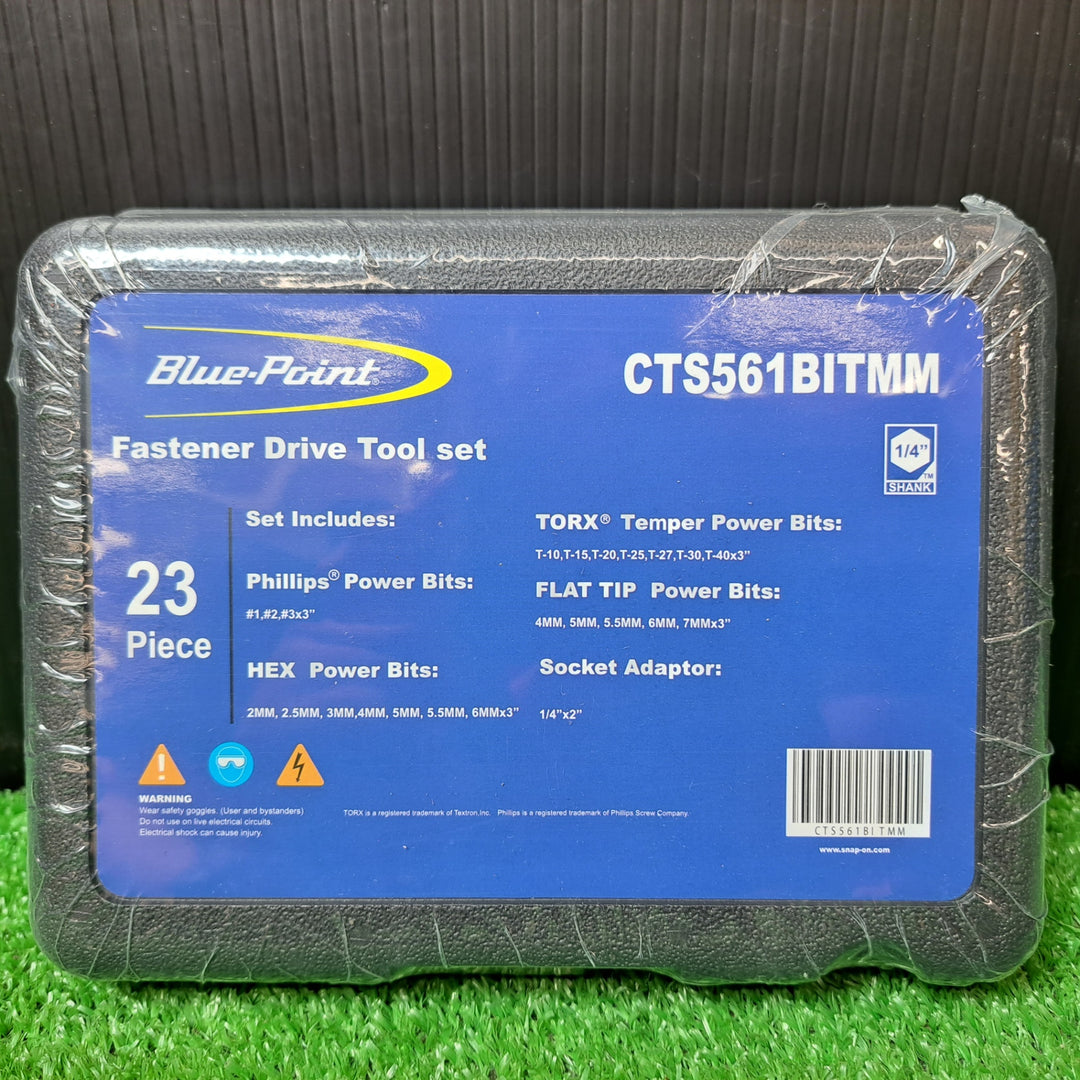 Blue-Point®
CTS561BITMM
Fastener Drive Tool set
1/4”
TM
SHANK
23
Piece
Set Includes:
Phillips® Power Bits:
#1,#2,#3x3”
HEX Power Bits:
2MM, 2.5MM, 3MM,4MM, 5MM, 5.5MM, 6MMx3”
TORX® Temper Power Bits:
T-10,T-15,T-20,T-25,T-27,T-30,T-40x3”
FLAT TIP Power Bits:
4MM, 5MM, 5.5MM, 6MM, 7MMx3”
Socket Adaptor:
1/4”x2”
WARNING
Wear safety goggles. (User and bystanders)
Do not use on live electrical circuits.
Electrical shock can cause injury.
TORX is a registered trademark of Textron,Inc. Phillips is a registered trademark of Phillips Screw Company.
CTS561BITMM
www.snap-on.com